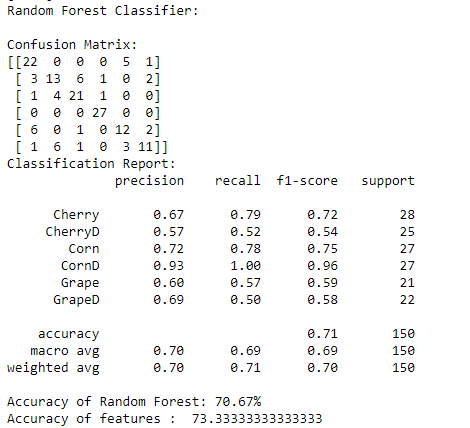 Random Forest Classifier:
Confusion Matrix:
[[22  0  0  0  5  1]
 [ 3 13  6  1  0  2]
 [ 1  4 21  1  0  0]
 [ 0  0  0 27  0  0]
 [ 6  0  1  0 12  2]
 [ 1  6  1  0  3 11]]
Classification Report:
              precision    recall  f1-score   support
      Cherry       0.67      0.79      0.72        28
     CherryD       0.57      0.52      0.54        25
        Corn       0.72      0.78      0.75        27
       CornD       0.93      1.00      0.96        27
       Grape       0.60      0.57      0.59        21
      GrapeD       0.69      0.50      0.58        22
    accuracy                           0.71       150
   macro avg       0.70      0.69      0.69       150
weighted avg       0.70      0.71      0.70       150
Accuracy of Random Forest: 70.67%
Accuracy of features :  73.33333333333333